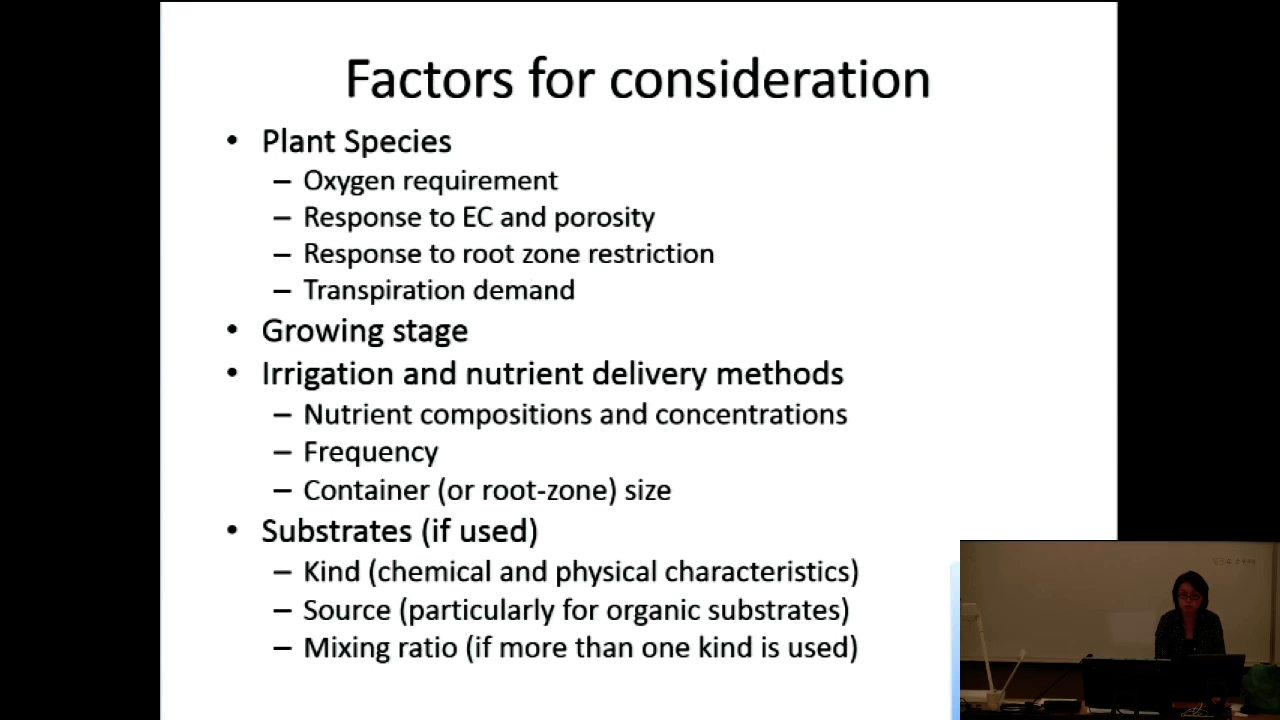 Factors for consideration
• Plant Species
– Oxygen requirement
– Response to EC and porosity
– Response to root zone restriction
– Transpiration demand
• Growing stage
• Irrigation and nutrient delivery methods
– Nutrient compositions and concentrations
– Frequency
– Container (or root-zone) size
• Substrates (if used)
– Kind (chemical and physical characteristics)
– Source (particularly for organic substrates)
– Mixing ratio (if more than one kind is used)